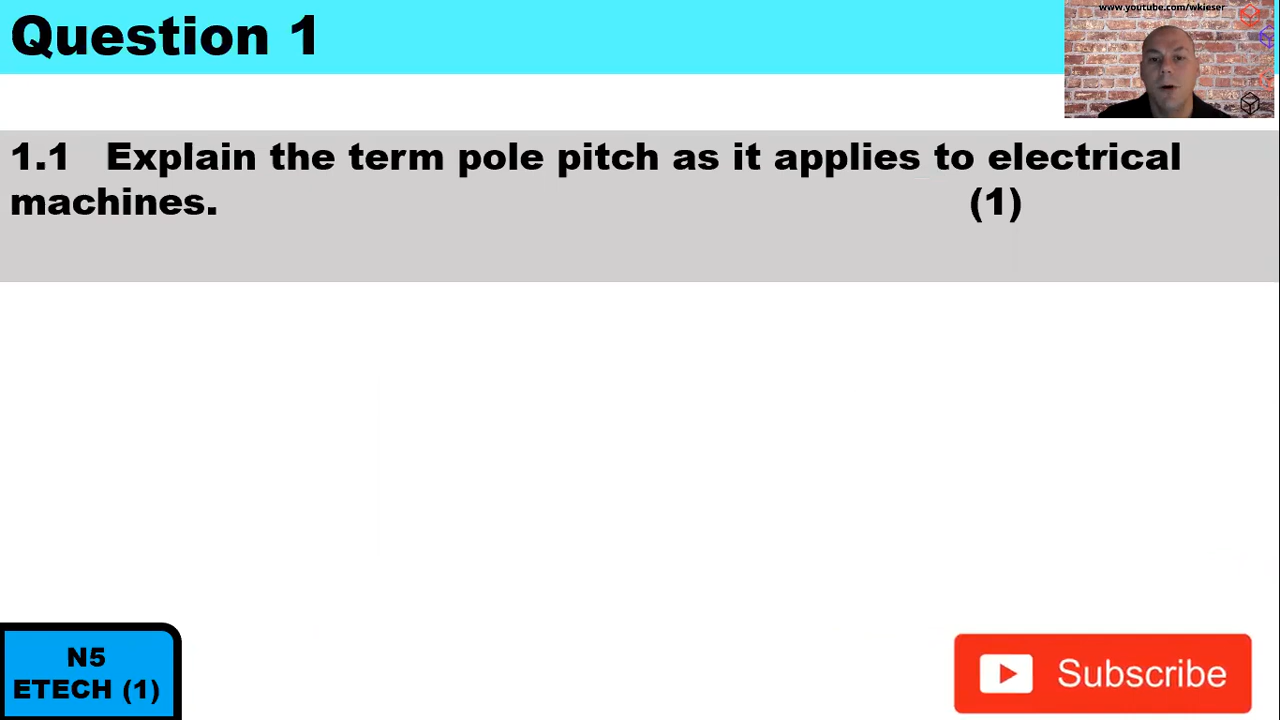 Question 1
www.youtube.com/wkieser
1.1 Explain the term pole pitch as it applies to electrical
machines. (1)
N5
ETECH (1)
Subscribe